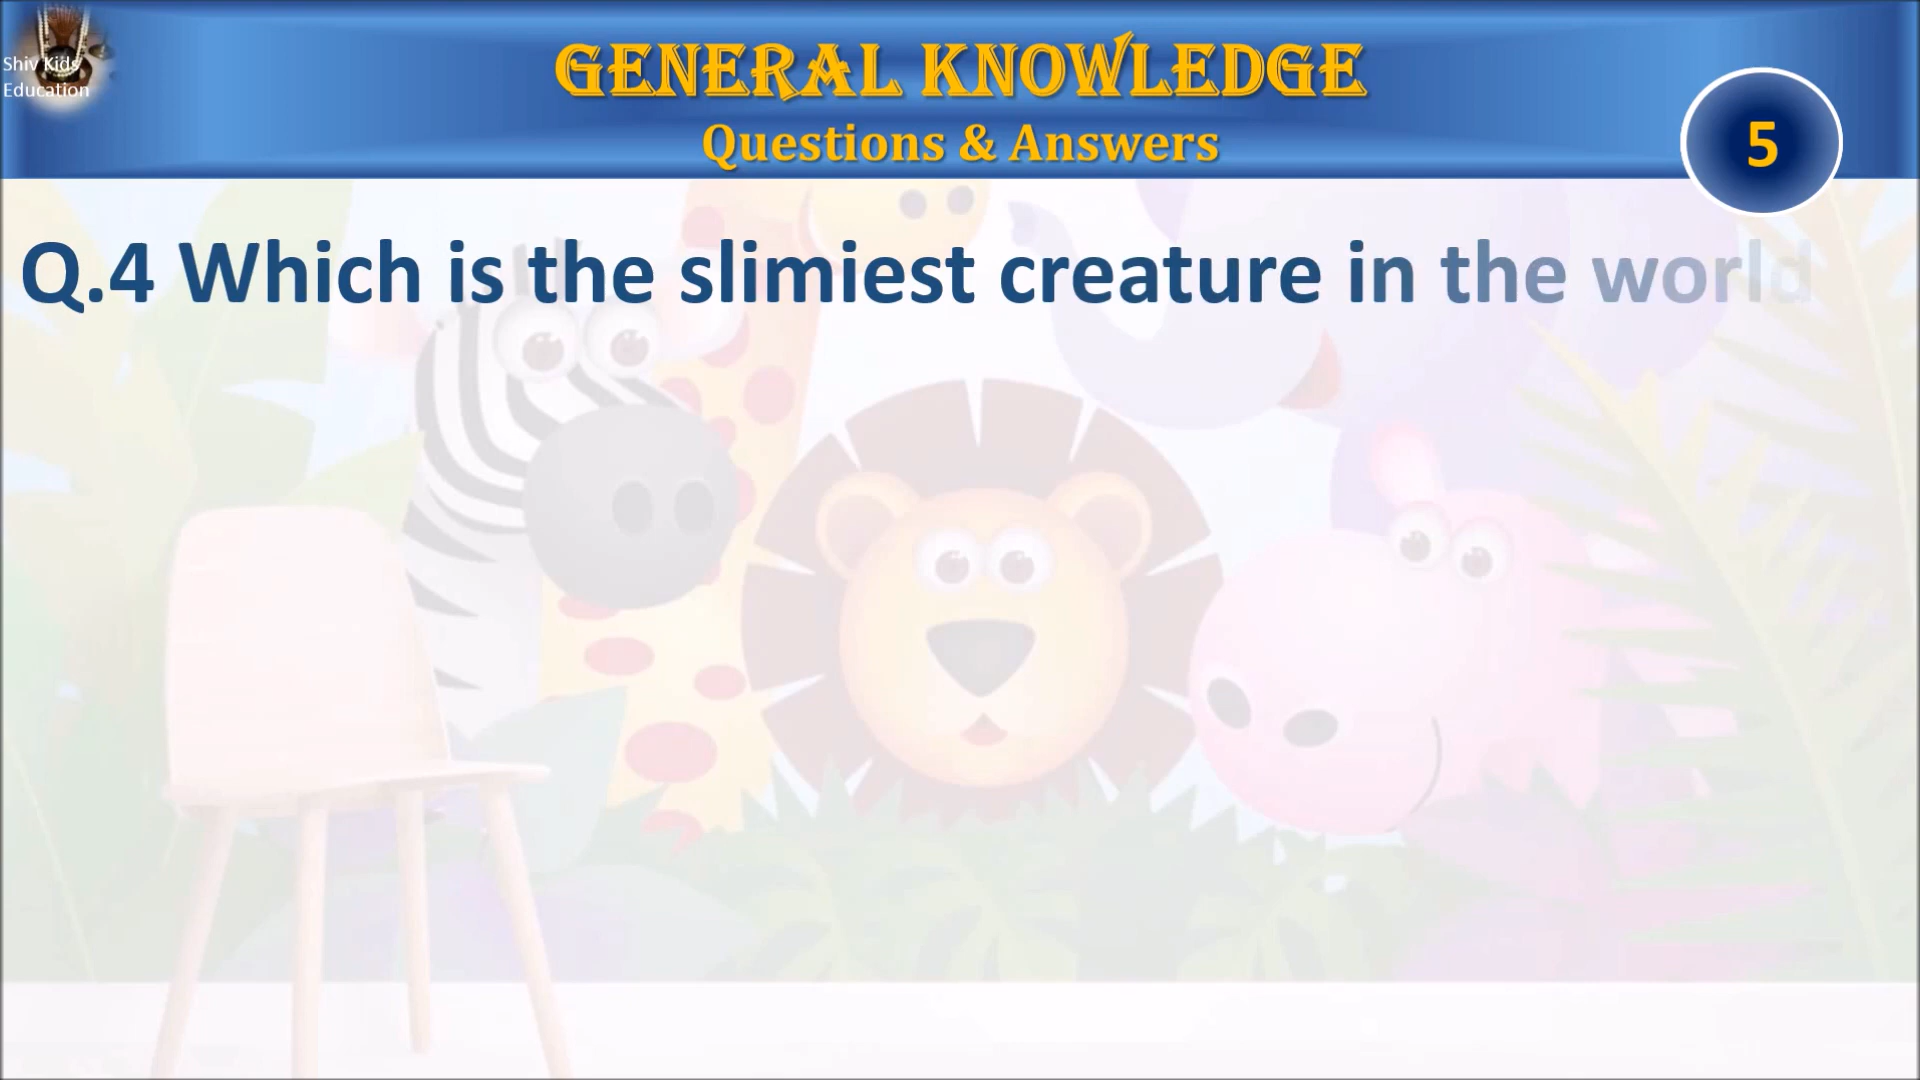 Shiv Kids
Education
GENERAL KNOWLEDGE
Questions & Answers
5
Q.4 Which is the slimiest creature in the world